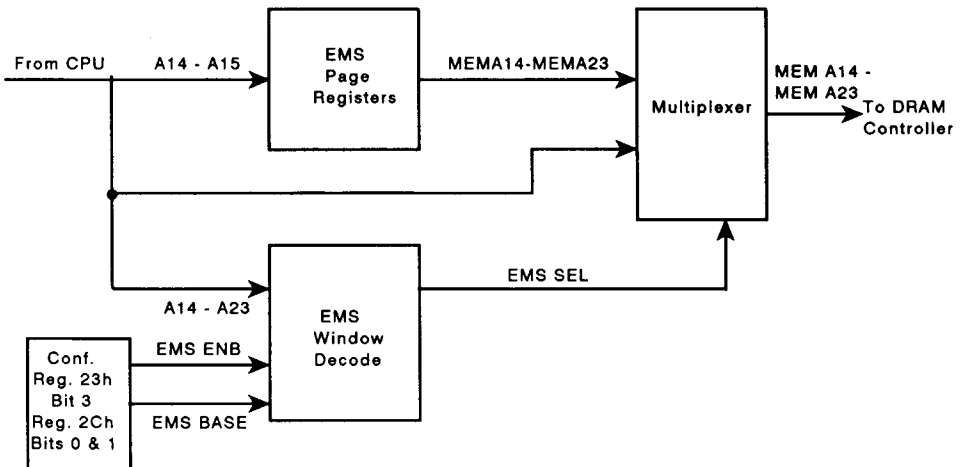 From CPU
A14 - A15
EMS
Page
Registers
MEMA14-MEMA23
Multiplexer
MEM A14 -
MEM A23
To DRAM
Controller
A14 - A23
EMS
Window
Decode
EMS SEL
Conf.
Reg. 23h
Bit 3
Reg. 2Ch
Bits 0 & 1
EMS ENB
EMS BASE